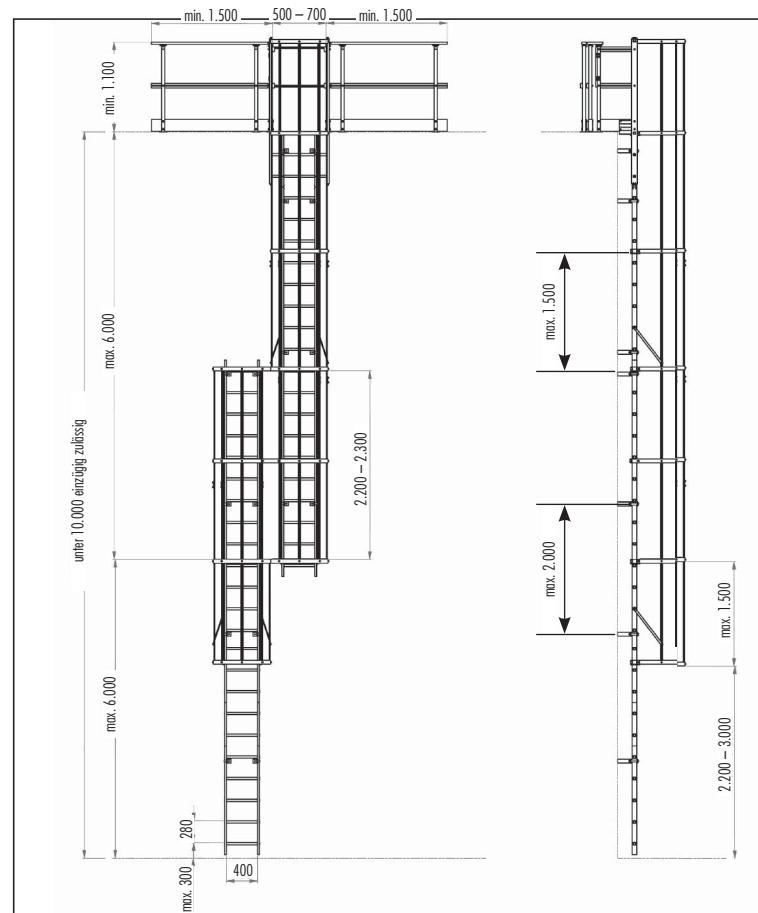 min. 1.500
500 – 700
min. 1.500
min. 1.100
max. 6.000
unter 10.000 einzügig zulässig
2.200 – 2.300
max. 6.000
280
max. 300
400
max. 1.500
max. 2.000
max. 1.500
2.200 – 3.000